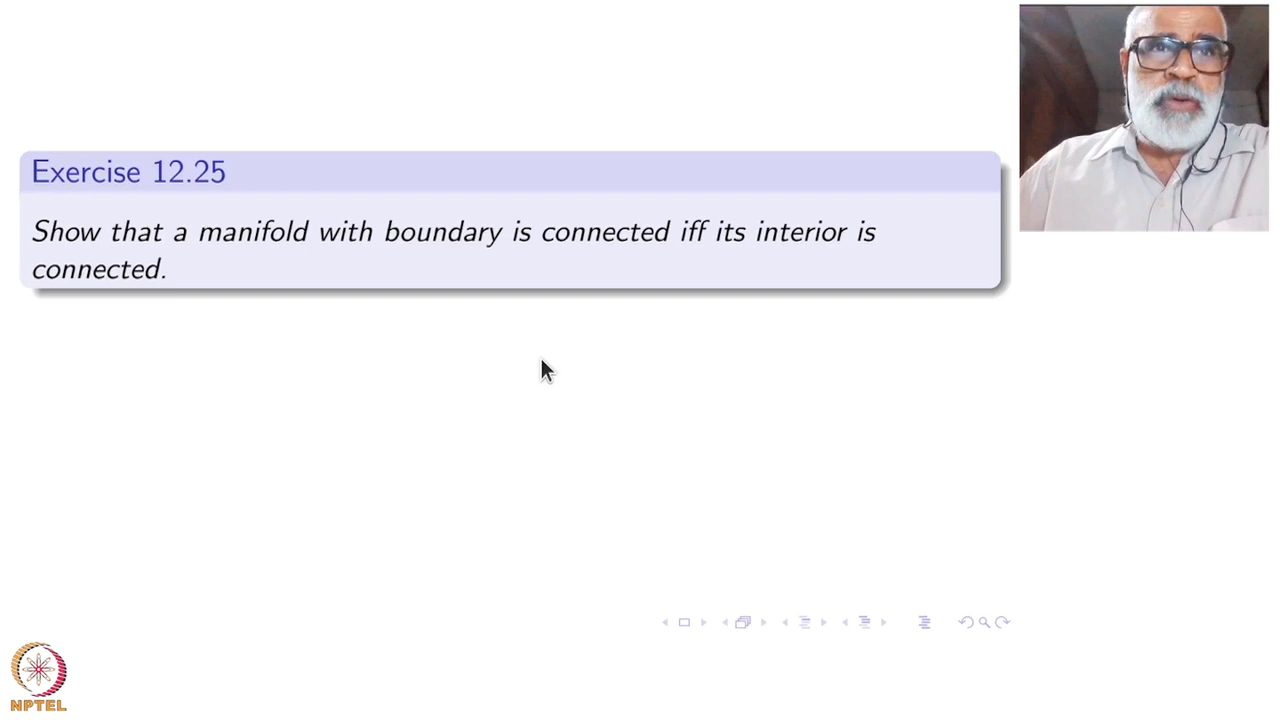 Exercise 12.25
Show that a manifold with boundary is connected iff its interior is
connected.
NPTEL